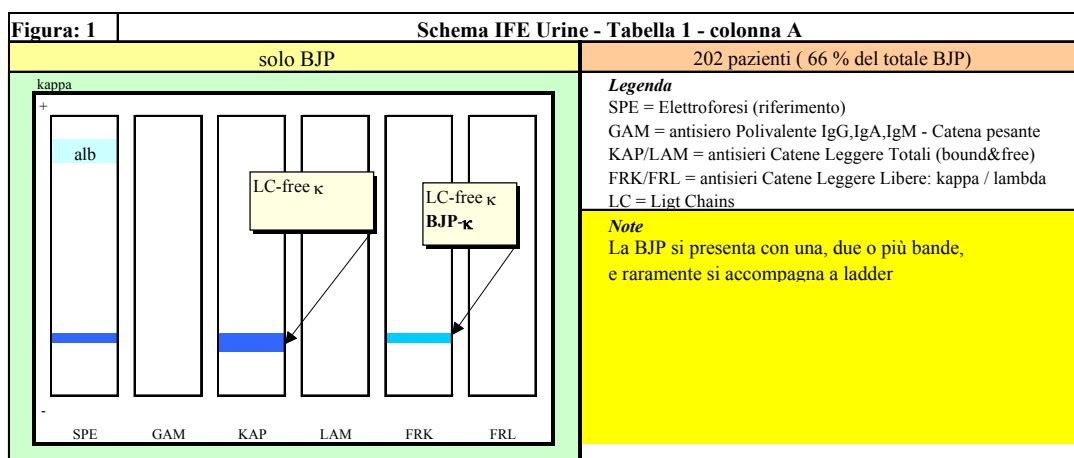 Figura: 1
Schema IFE Urine - Tabella 1 - colonna A
solo BJP
202 pazienti ( 66 % del totale BJP)
kappa
+
alb
LC-free κ
LC-free κ
BJP-κ
-
SPE GAM KAP LAM FRK FRL
Legenda
SPE = Elettroforesi (riferimento)
GAM = antisiero Polivalente IgG,IgA,IgM - Catena pesante
KAP/LAM = antisieri Catene Leggere Totali (bound&free)
FRK/FRL = antisieri Catene Leggere Libere: kappa / lambda
LC = Ligt Chains
Note
La BJP si presenta con una, due o più bande,
e raramente si accompagna a ladder